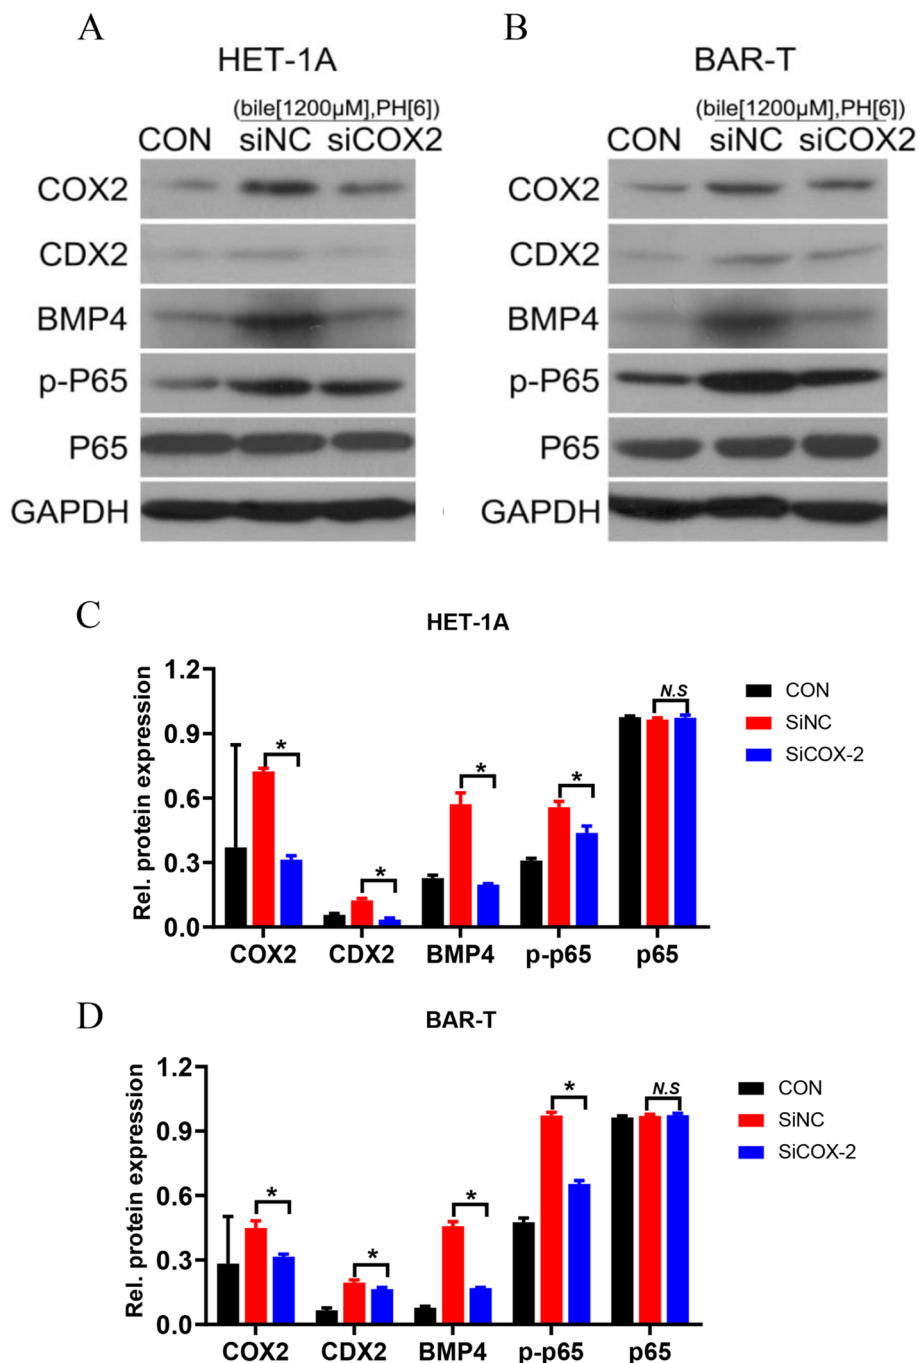 A
HET-1A
(bile[1200µM],PH[6])
CON siNC siCOX2
COX2
CDX2
BMP4
p-P65
P65
GAPDH
B
BAR-T
(bile[1200µM],PH[6])
CON siNC siCOX2
COX2
CDX2
BMP4
p-P65
P65
GAPDH
C
HET-1A
Rel. protein expression
1.2
0.9
0.6
0.3
0.0
* * * * N.S
COX2 CDX2 BMP4 p-p65 p65
CON
SiNC
SiCOX-2
D
BAR-T
Rel. protein expression
1.2
0.9
0.6
0.3
0.0
* * * * N.S
COX2 CDX2 BMP4 p-p65 p65
CON
SiNC
SiCOX-2